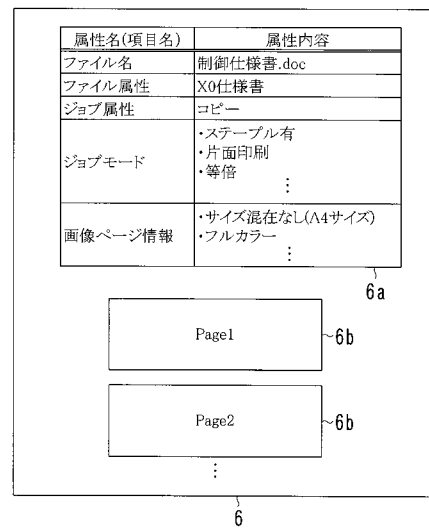 属性名(項目名) 属性内容
ファイル名 制御仕様書.doc
ファイル属性 X0仕様書
ジョブ属性 コピー
ジョブモード
・ステープル有
・片面印刷
・等倍
⋮
画像ページ情報
・サイズ混在なし(A4サイズ)
・フルカラー
⋮
6a
Page1 6b
Page2 6b
⋮
6